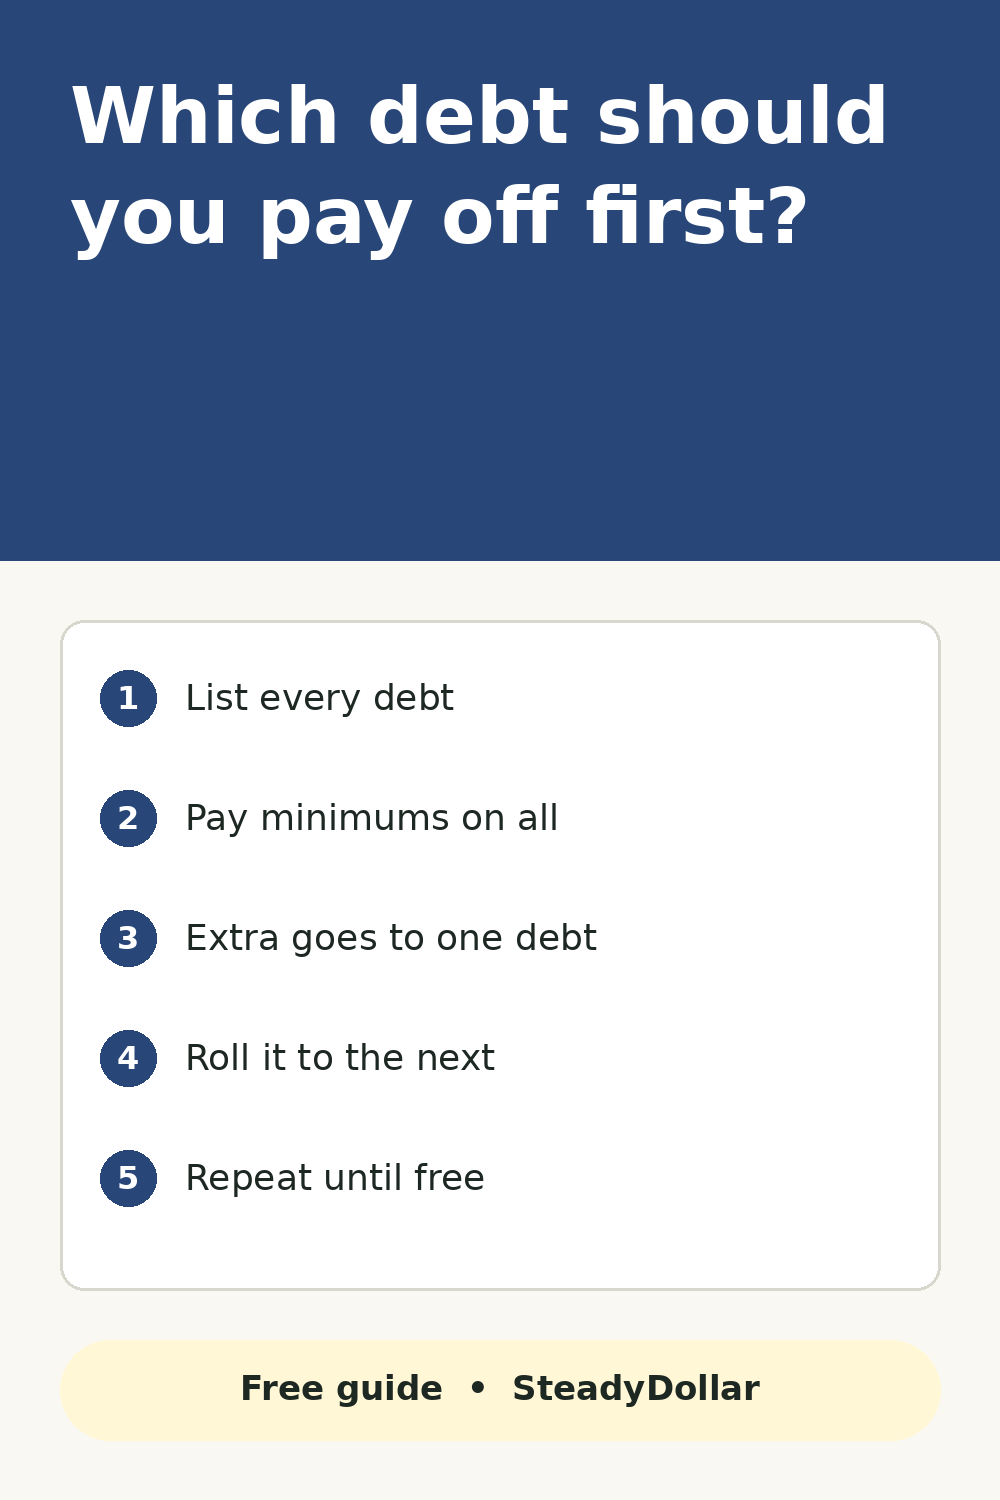 Which debt should
you pay off first?
1 List every debt
2 Pay minimums on all
3 Extra goes to one debt
4 Roll it to the next
5 Repeat until free
Free guide • SteadyDollar